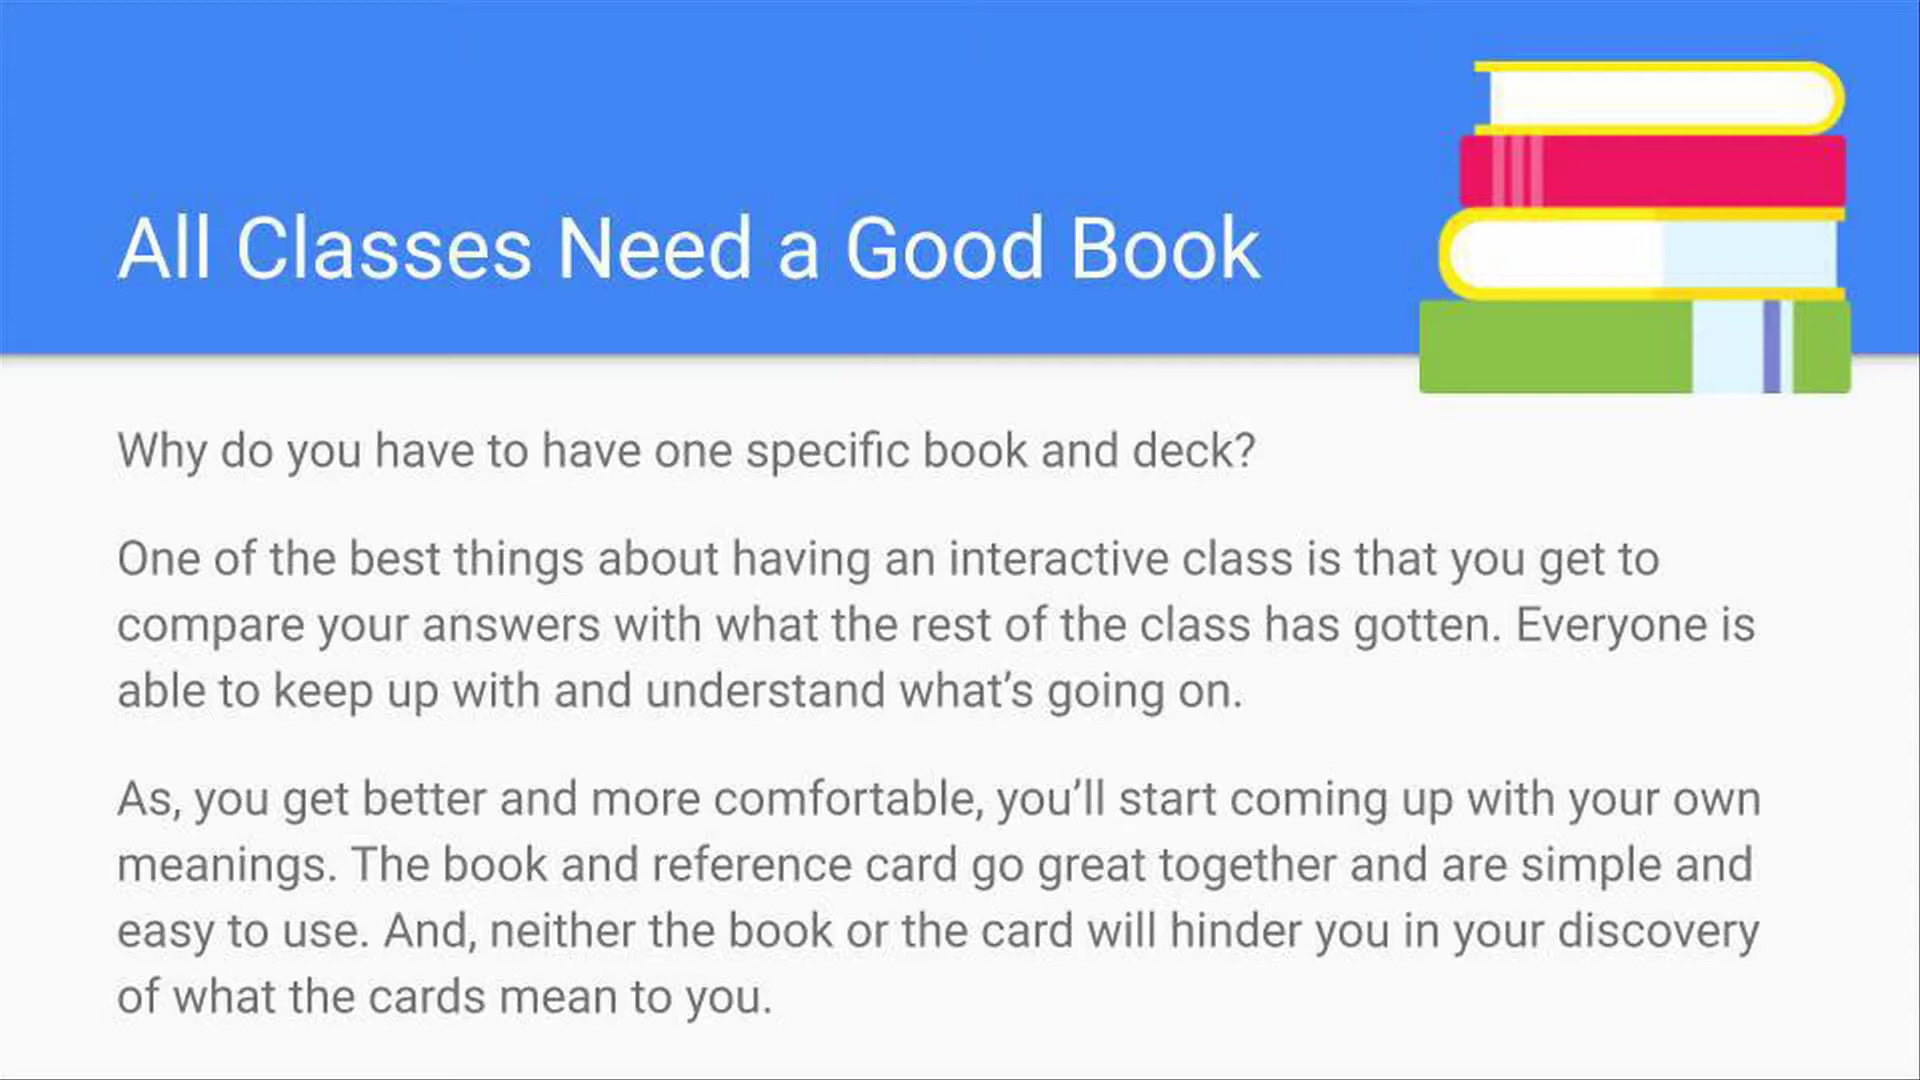 All Classes Need a Good Book
Why do you have to have one specific book and deck?
One of the best things about having an interactive class is that you get to
compare your answers with what the rest of the class has gotten. Everyone is
able to keep up with and understand what’s going on.
As, you get better and more comfortable, you’ll start coming up with your own
meanings. The book and reference card go great together and are simple and
easy to use. And, neither the book or the card will hinder you in your discovery
of what the cards mean to you.